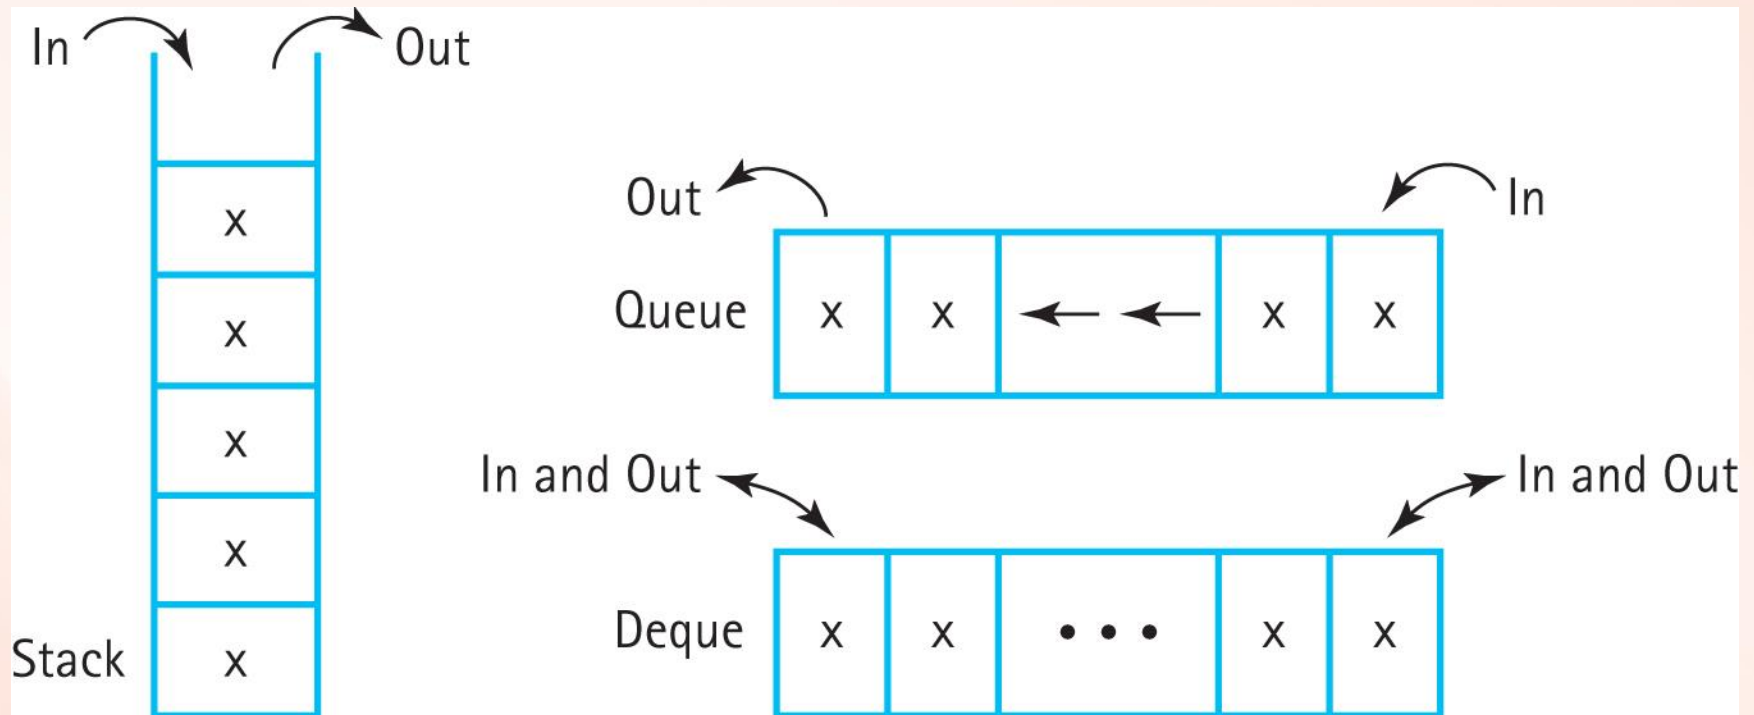 In
Out
x
x
x
x
Stack x
Out
In
Queue x x x x
In and Out
In and Out
Deque x x • • • x x